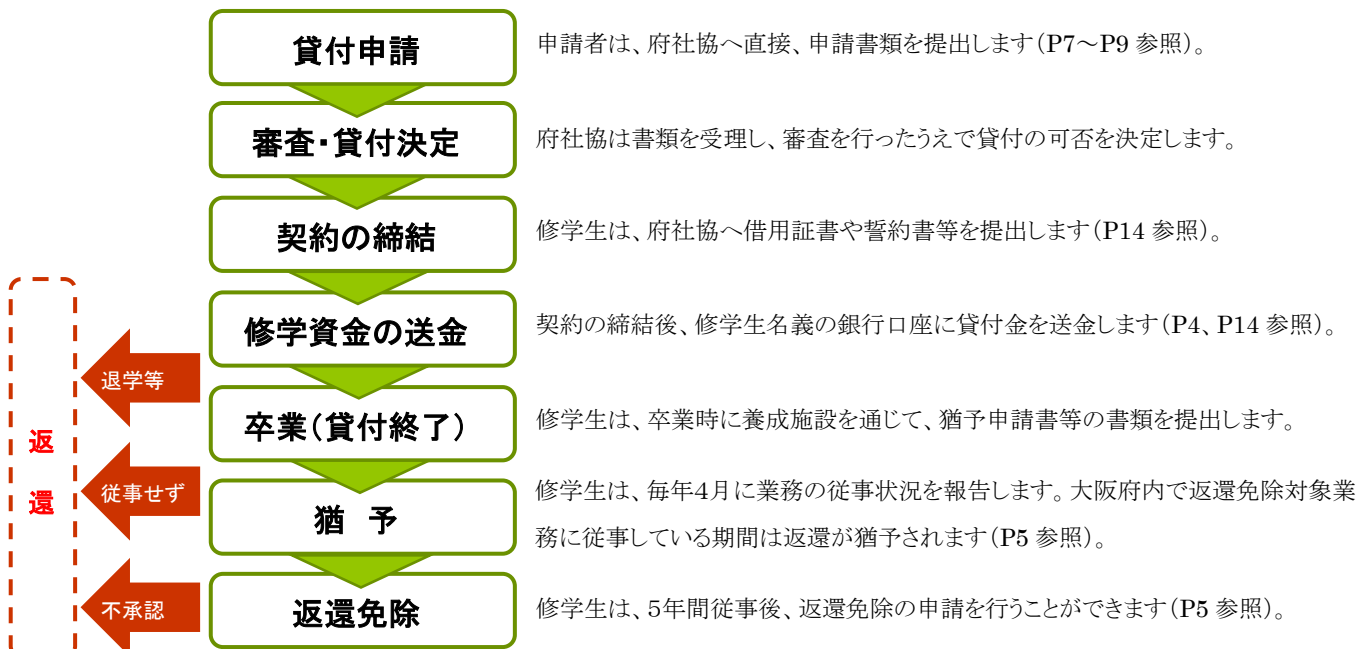 貸付申請
申請者は、府社協へ直接、申請書類を提出します(P7～P9 参照)。
審査・貸付決定
府社協は書類を受理し、審査を行ったうえで貸付の可否を決定します。
契約の締結
修学生は、府社協へ借用証書や誓約書等を提出します(P14 参照)。
修学資金の送金
契約の締結後、修学生名義の銀行口座に貸付金を送金します(P4、P14 参照)。
退学等
卒業(貸付終了)
修学生は、卒業時に養成施設を通じて、猶予申請書等の書類を提出します。
返
還
従事せず
猶 予
修学生は、毎年4月に業務の従事状況を報告します。大阪府内で返還免除対象業
務に従事している期間は返還が猶予されます(P5 参照)。
不承認
返還免除
修学生は、5年間従事後、返還免除の申請を行うことができます(P5 参照)。